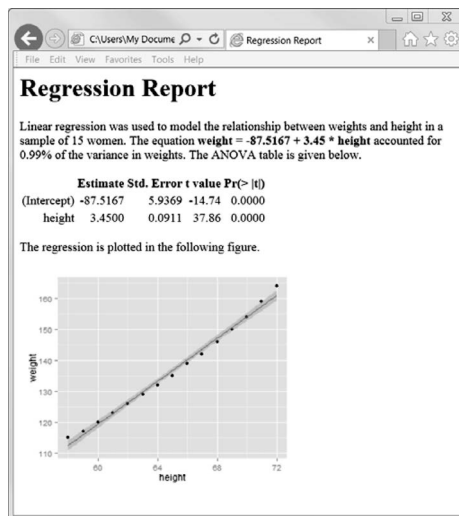 C:\Users\My Docume
Regression Report
File Edit View Favorites Tools Help
Regression Report
Linear regression was used to model the relationship between weights and height in a
sample of 15 women. The equation weight = -87.5167 + 3.45 * height accounted for
0.99% of the variance in weights. The ANOVA table is given below.
Estimate Std. Error t value Pr(> |t|)
(Intercept) -87.5167 5.9369 -14.74 0.0000
height 3.4500 0.0911 37.86 0.0000
The regression is plotted in the following figure.
160
150
140
130
120
110
weight
60 64 68 72
height